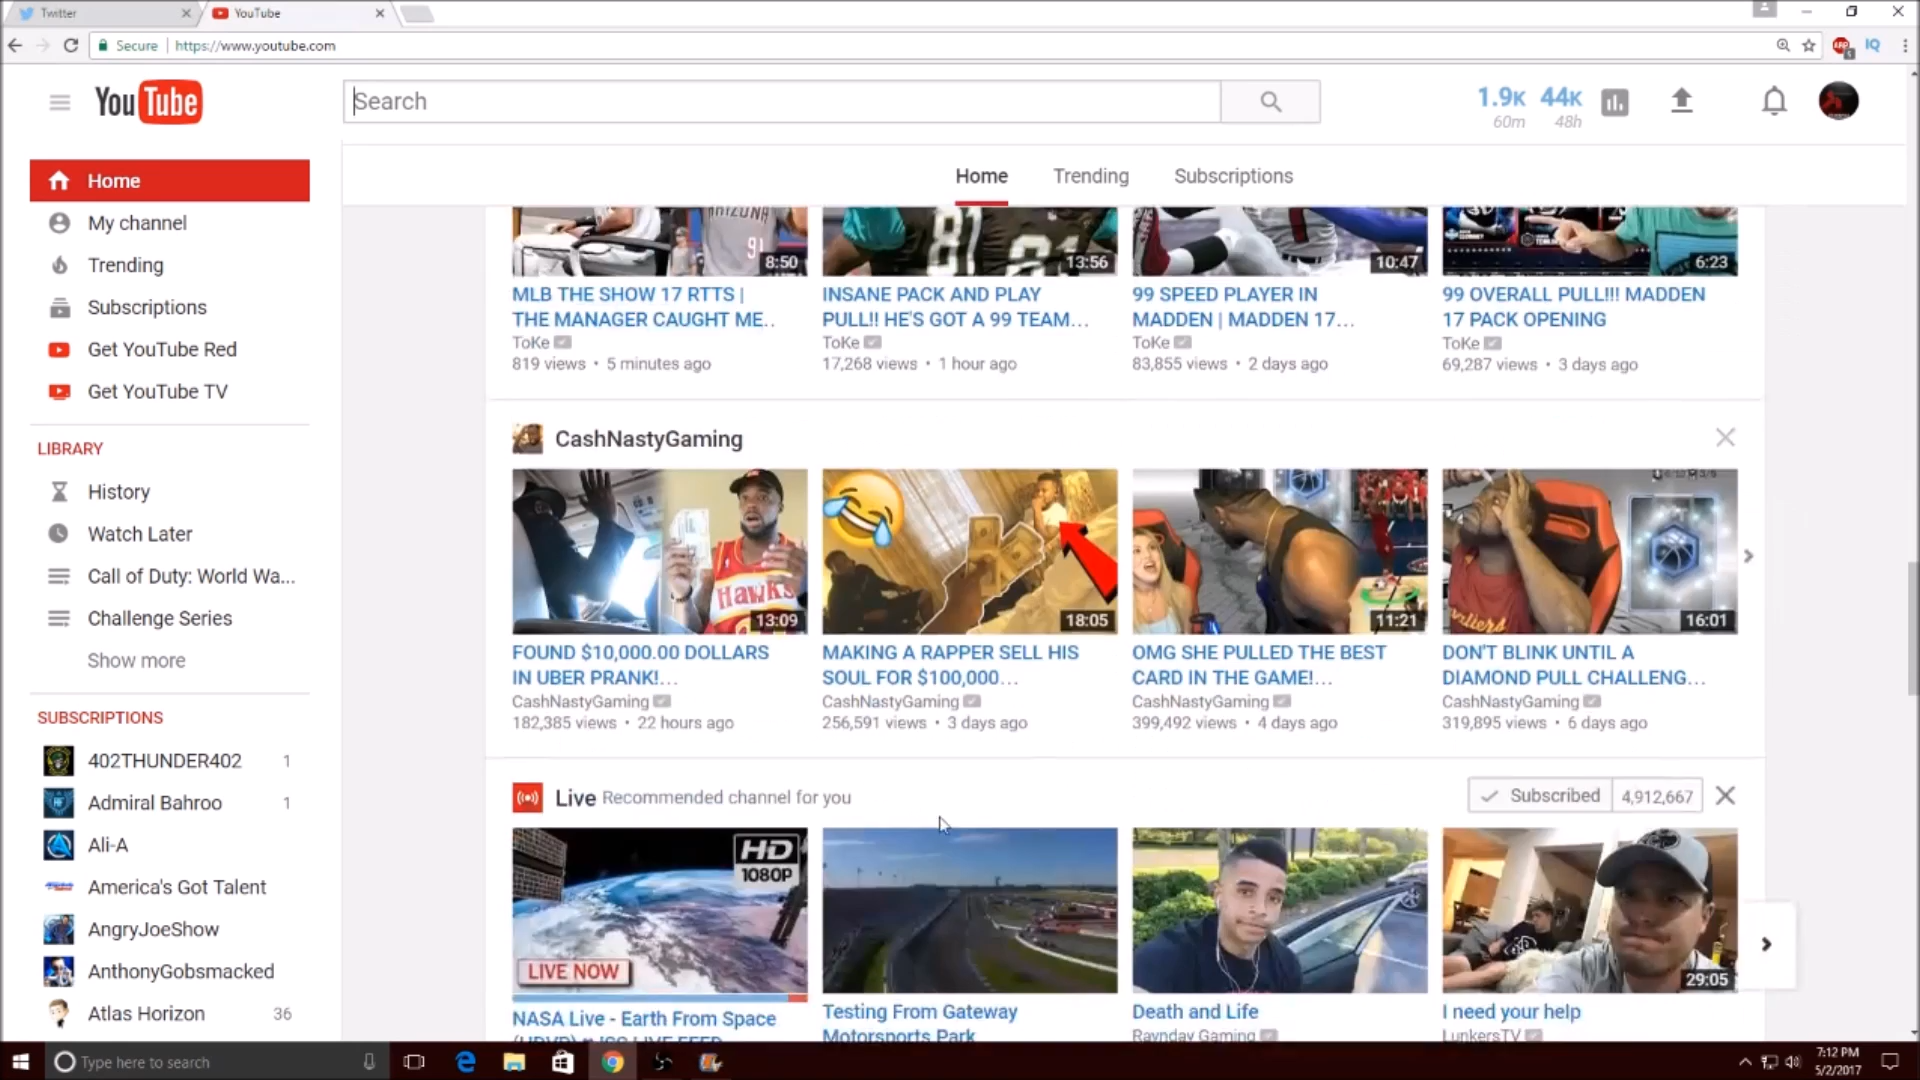 Twitter
YouTube
Secure
https://www.youtube.com
ABP
1
IQ
YouTube
Search
1.9K 44K
60m 48h
Home
Trending
Subscriptions
Home
My channel
Trending
Subscriptions
Get YouTube Red
Get YouTube TV
LIBRARY
History
Watch Later
Call of Duty: World Wa...
Challenge Series
Show more
SUBSCRIPTIONS
402THUNDER402 1
Admiral Bahroo 1
Ali-A
America's Got Talent
AngryJoeShow
AnthonyGobsmacked
Atlas Horizon 36
ARIZONA
91
8:50
81
21
13:56
10:47
6:23
MLB THE SHOW 17 RTTS |
THE MANAGER CAUGHT ME...
ToKe
819 views • 5 minutes ago
INSANE PACK AND PLAY
PULL!! HE'S GOT A 99 TEAM...
ToKe
17,268 views • 1 hour ago
99 SPEED PLAYER IN
MADDEN | MADDEN 17...
ToKe
83,855 views • 2 days ago
99 OVERALL PULL!!! MADDEN
17 PACK OPENING
ToKe
69,287 views • 3 days ago
CashNastyGaming
HAWKS
13:09
18:05
11:21
16:01
FOUND $10,000.00 DOLLARS
IN UBER PRANK!...
CashNastyGaming
182,385 views • 22 hours ago
MAKING A RAPPER SELL HIS
SOUL FOR $100,000...
CashNastyGaming
256,591 views • 3 days ago
OMG SHE PULLED THE BEST
CARD IN THE GAME!...
CashNastyGaming
399,492 views • 4 days ago
DON'T BLINK UNTIL A
DIAMOND PULL CHALLENG...
CashNastyGaming
319,895 views • 6 days ago
Live Recommended channel for you
Subscribed 4,912,667
HD
1080P
LIVE NOW
29:05
NASA Live - Earth From Space
Testing From Gateway
Motorsports Park
Death and Life
Raynday Gaming
I need your help
LunkersTV
Type here to search
7:12 PM
5/2/2017